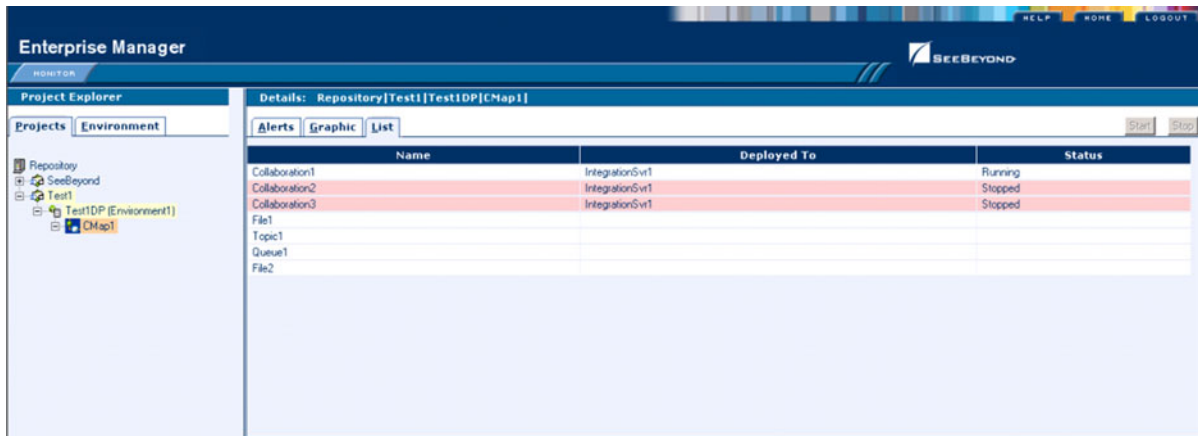 HELP HOME LOGOUT
Enterprise Manager
SEEBEYOND
MONITOR
Project Explorer
Details: Repository|Test1|Test1DP|CMap1|
Projects Environment
Alerts Graphic List
Start Stop
Name Deployed To Status
Repository
SeeBeyond
Test1
Test1DP (Environment1)
CMap1
Collaboration1 IntegrationSvr1 Running
Collaboration2 IntegrationSvr1 Stopped
Collaboration3 IntegrationSvr1 Stopped
File1
Topic1
Queue1
File2